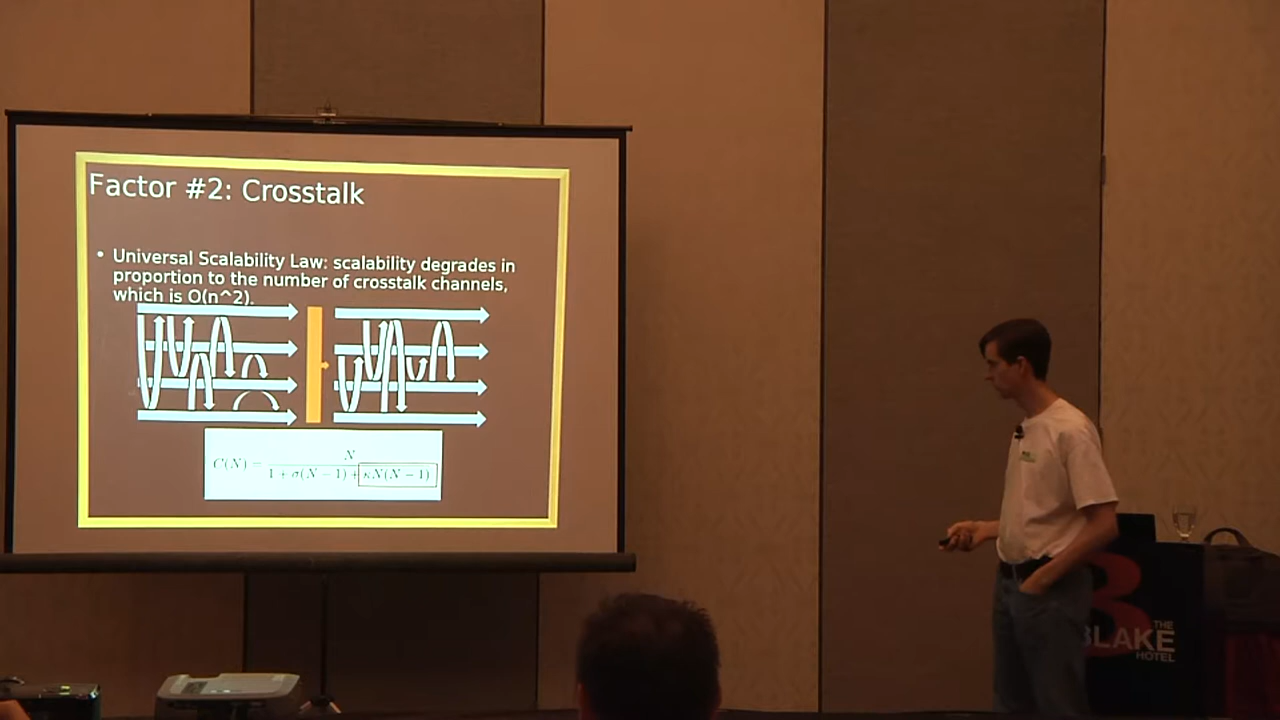 Factor #2: Crosstalk
• Universal Scalability Law: scalability degrades in
proportion to the number of crosstalk channels,
which is O(n^2).
C(N) = N / 1 + σ(N − 1) + κN(N − 1)
THE
BLAKE
HOTEL